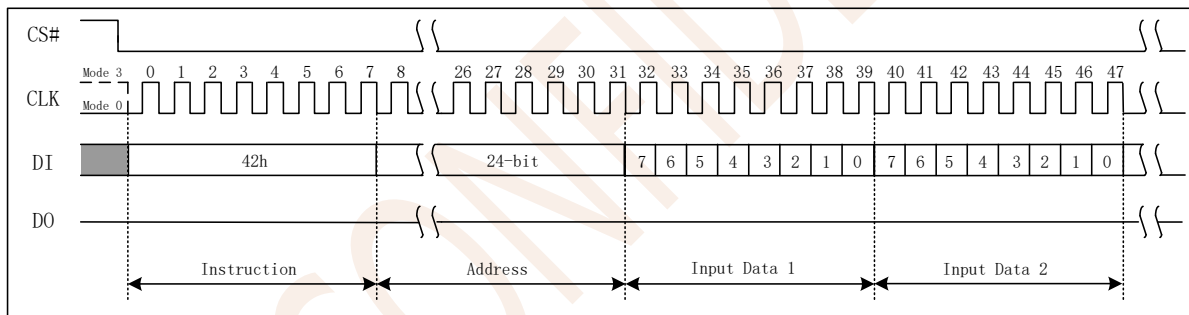 CS#
Mode 3 0 1 2 3 4 5 6 7 8 26 27 28 29 30 31 32 33 34 35 36 37 38 39 40 41 42 43 44 45 46 47
CLK
Mode 0
DI 42h 24-bit 7 6 5 4 3 2 1 0 7 6 5 4 3 2 1 0
DO
Instruction Address Input Data 1 Input Data 2